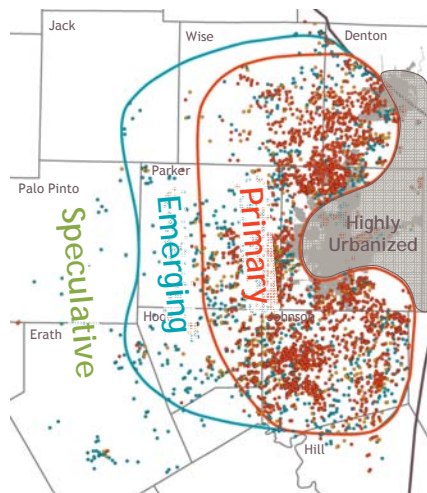 Jack
Wise
Denton
Palo Pinto
Parker
Speculative
Emerging
Primary
Highly
Urbanized
Erath
Hoo
Johnson
Hill